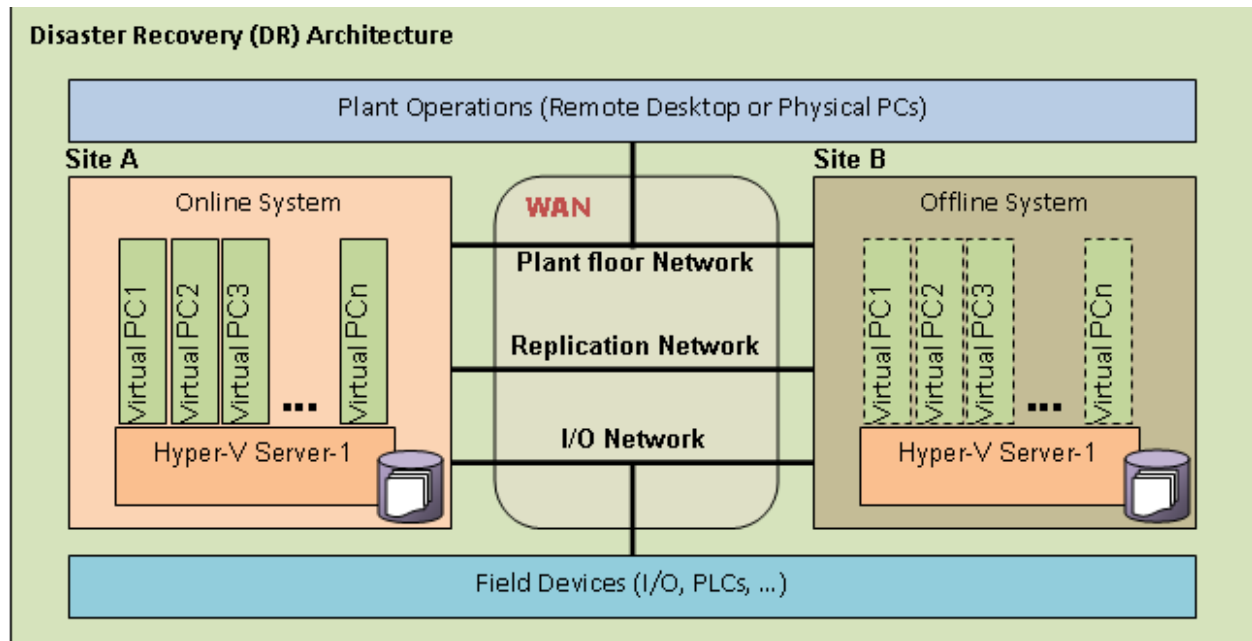 Disaster Recovery (DR) Architecture
Plant Operations (Remote Desktop or Physical PCs)
Site A
Site B
Online System
WAN
Offline System
Plant floor Network
Virtual PC1
Virtual PC2
Virtual PC3
...
Virtual PCn
Replication Network
Virtual PC1
Virtual PC2
Virtual PC3
...
Virtual PCn
I/O Network
Hyper-V Server-1
Hyper-V Server-1
Field Devices (I/O, PLCs, ...)